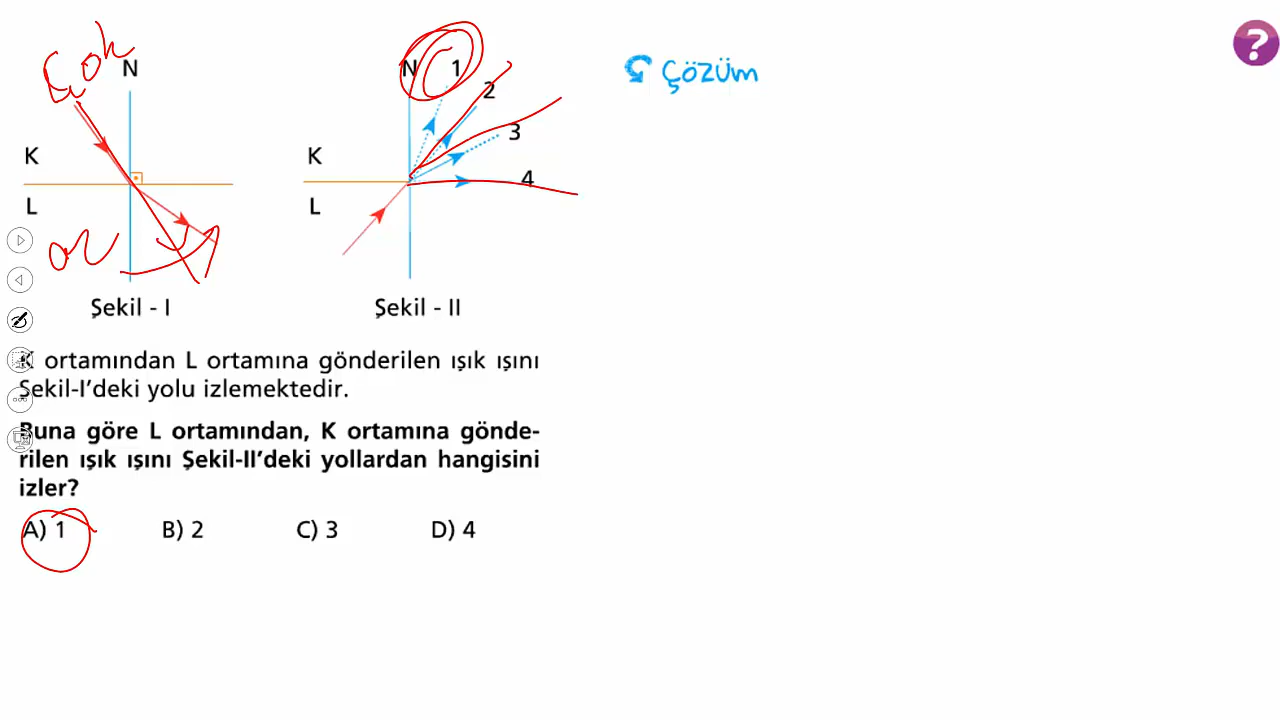 Çok
N
K
L
az
Şekil - I
N
1
2
3
4
K
L
Şekil - II
Çözüm
?
K ortamından L ortamına gönderilen ışık ışını
Şekil-I’deki yolu izlemektedir.
Buna göre L ortamından, K ortamına gönde-
rilen ışık ışını Şekil-II’deki yollardan hangisini
izler?
A) 1 B) 2 C) 3 D) 4